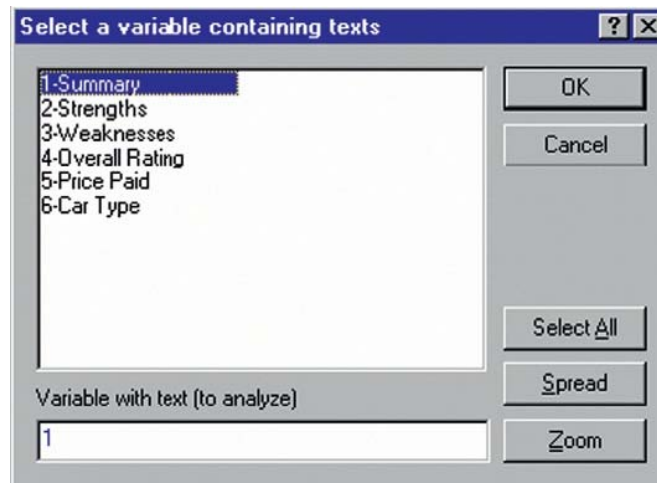 Select a variable containing texts
1-Summary
2-Strengths
3-Weaknesses
4-Overall Rating
5-Price Paid
6-Car Type
OK
Cancel
Select All
Spread
Zoom
Variable with text (to analyze)
1